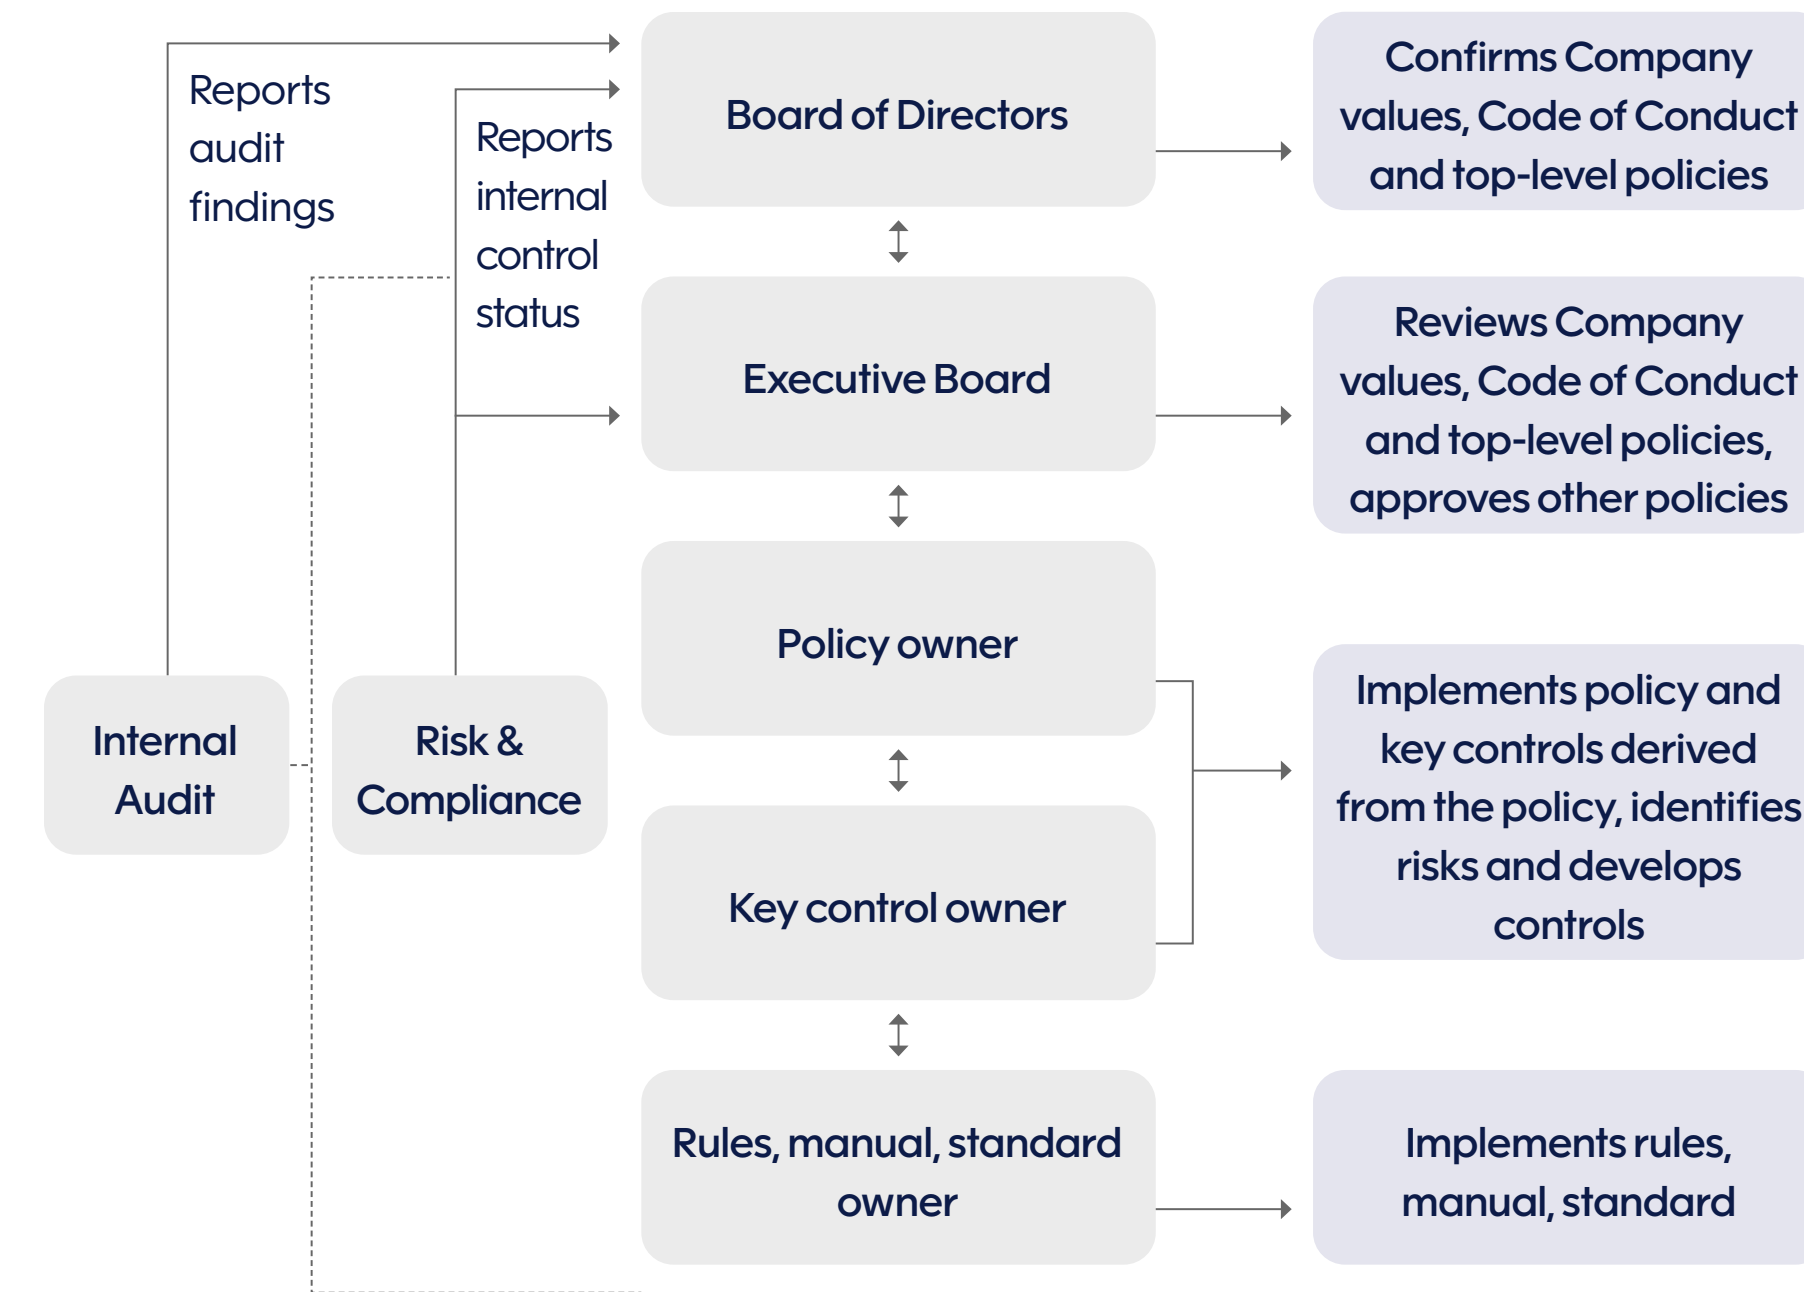 Reports
audit
findings
Reports
internal
control
status
Board of Directors
Confirms Company
values, Code of Conduct
and top-level policies
Executive Board
Reviews Company
values, Code of Conduct
and top-level policies,
approves other policies
Policy owner
Internal
Audit
Risk &
Compliance
Key control owner
Implements policy and
key controls derived
from the policy, identifies
risks and develops
controls
Rules, manual, standard
owner
Implements rules,
manual, standard